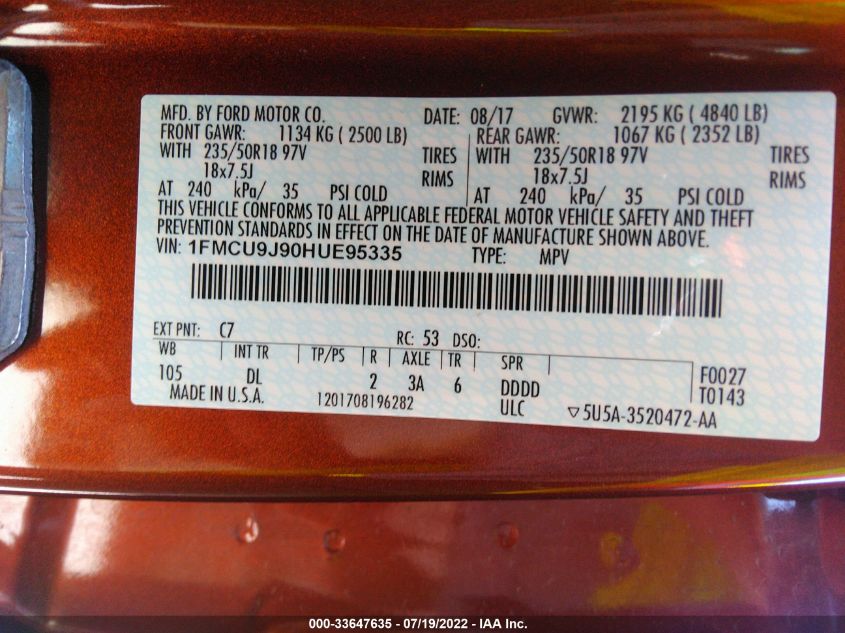 MFD. BY FORD MOTOR CO. DATE: 08/17 GVWR: 2195 KG ( 4840 LB)
FRONT GAWR: 1134 KG ( 2500 LB) REAR GAWR: 1067 KG ( 2352 LB)
WITH 235/50R18 97V TIRES WITH 235/50R18 97V TIRES
18x7.5J RIMS 18x7.5J RIMS
AT 240 kPa/ 35 PSI COLD AT 240 kPa/ 35 PSI COLD
THIS VEHICLE CONFORMS TO ALL APPLICABLE FEDERAL MOTOR VEHICLE SAFETY AND THEFT
PREVENTION STANDARDS IN EFFECT ON THE DATE OF MANUFACTURE SHOWN ABOVE.
VIN: 1FMCU9J90HUE95335 TYPE: MPV
EXT PNT: C7 RC: 53 DSO:
WB INT TR TP/PS R AXLE TR SPR
105 DL 2 3A 6 DDDD F0027
MADE IN U.S.A. 1201708196282 ULC T0143
▽5U5A-3520472-AA
000-33647635 - 07/19/2022 - IAA Inc.